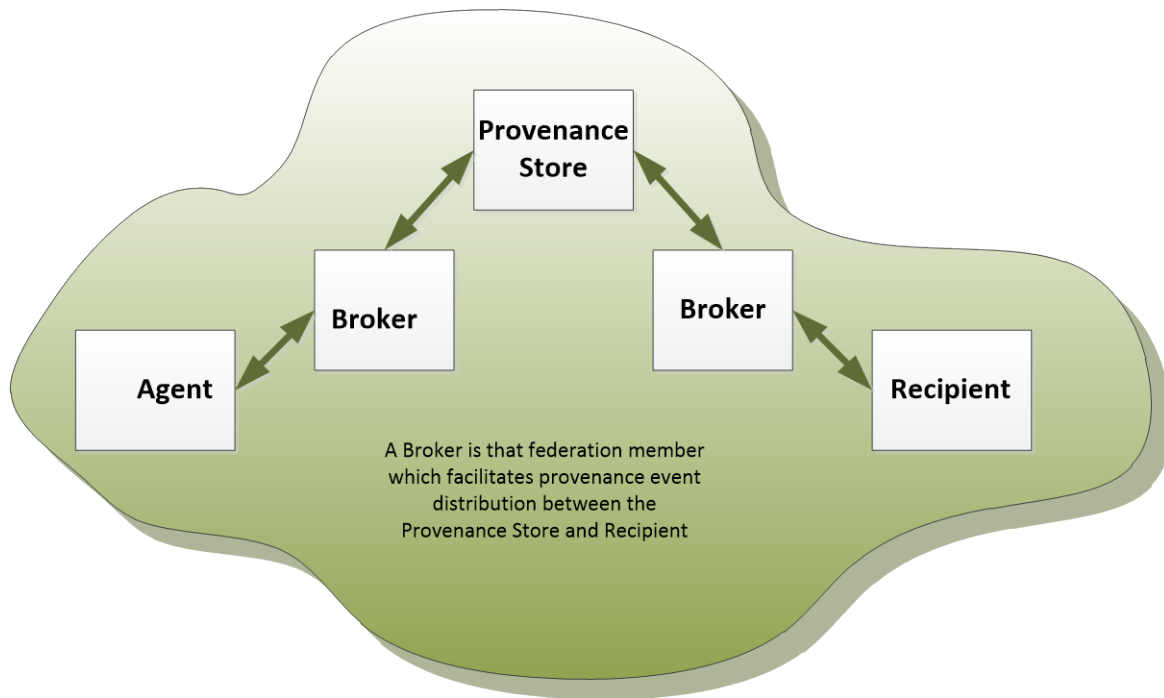 Provenance
Store
Broker
Broker
Agent
Recipient
A Broker is that federation member
which facilitates provenance event
distribution between the
Provenance Store and Recipient